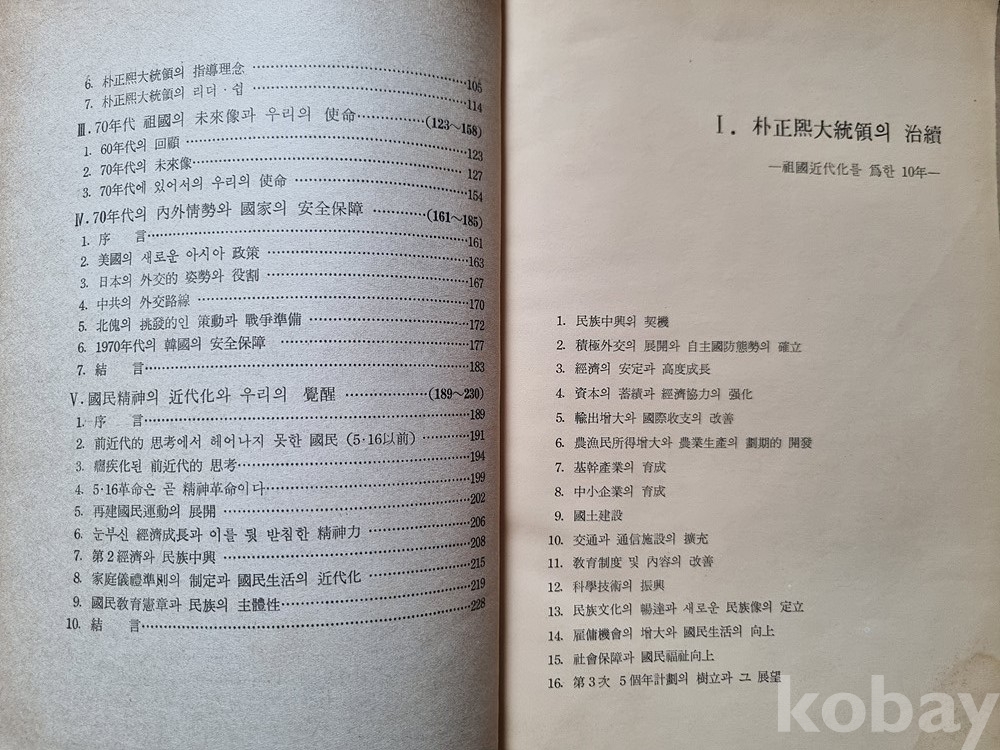 6. 朴正熙大統領의 指導理念 ……………………105
7. 朴正熙大統領의 리더·쉽 ……………………114
Ⅲ. 70年代 祖國의 未來像과 우리의 使命…………(123~158)
1. 60年代의 回顧 ……………………123
2. 70年代의 未來像……………………127
3. 70年代에 있어서의 우리의 使命 ……………………154
Ⅳ. 70年代의 內外情勢와 國家의 安全保障 …………(161~185)
1. 序 言……………………161
2. 美國의 새로운 아시아 政策 ……………………163
3. 日本의 外交的 姿勢와 役割 ……………………167
4. 中共의 外交路線 ……………………170
5. 北傀의 挑發的인 策動과 戰爭準備 ……………………172
6. 1970年代의 韓國의 安全保障 ……………………177
7. 結 言……………………183
Ⅴ. 國民精神의 近代化와 우리의 覺醒 …………(189~230)
1. 序 言……………………189
2. 前近代的 思考에서 헤어나지 못한 國民 (5·16以前) …………191
3. 痼疾化된 前近代的 思考……………………194
4. 5·16革命은 곧 精神革命이다……………………199
5. 再建國民運動의 展開 ……………………202
6. 눈부신 經濟成長과 이를 뒷 받침한 精神力 ……………………206
7. 第2經濟와 民族中興 ……………………208
8. 家庭儀禮準則의 制定과 國民生活의 近代化 ……………………215
9. 國民敎育憲章과 民族의 主體性……………………219
10. 結 言……………………228
Ⅰ. 朴正熙大統領의 治績
—祖國近代化를 爲한 10年—
1. 民族中興의 契機
2. 積極外交의 展開와 自主國防態勢의 確立
3. 經濟의 安定과 高度成長
4. 資本의 蓄積과 經濟協力의 强化
5. 輸出增大와 國際收支의 改善
6. 農漁民所得增大와 農業生產의 劃期的 開發
7. 基幹產業의 育成
8. 中小企業의 育成
9. 國土建設
10. 交通과 通信施設의 擴充
11. 敎育制度 및 內容의 改善
12. 科學技術의 振興
13. 民族文化의 暢達과 새로운 民族像의 定立
14. 雇傭機會의 增大와 國民生活의 向上
15. 社會保障과 國民福祉向上
16. 第3次 5個年計劃의 樹立과 그 展望
kobay